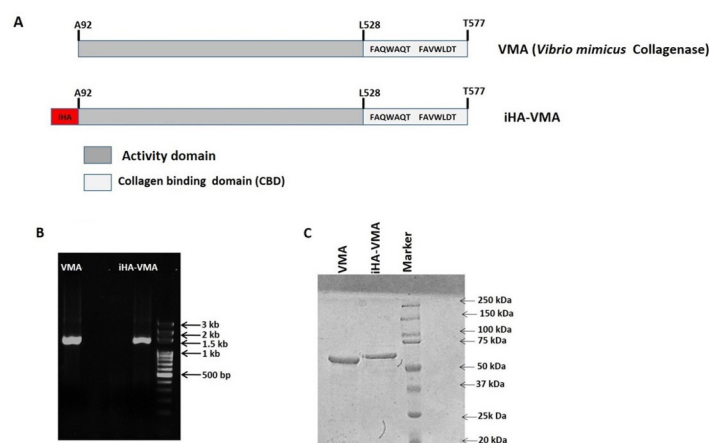 A
A92 L528 T577
FAQWAQT FAVWLDT
VMA (Vibrio mimicus Collagenase)
A92 L528 T577
iHA FAQWAQT FAVWLDT
iHA-VMA
Activity domain
Collagen binding domain (CBD)
B
VMA iHA-VMA
3 kb
2 kb
1.5 kb
1 kb
500 bp
C
VMA
iHA-VMA
Marker
250 kDa
150 kDa
100 kDa
75 kDa
50 kDa
37 kDa
25k Da
20 kDa